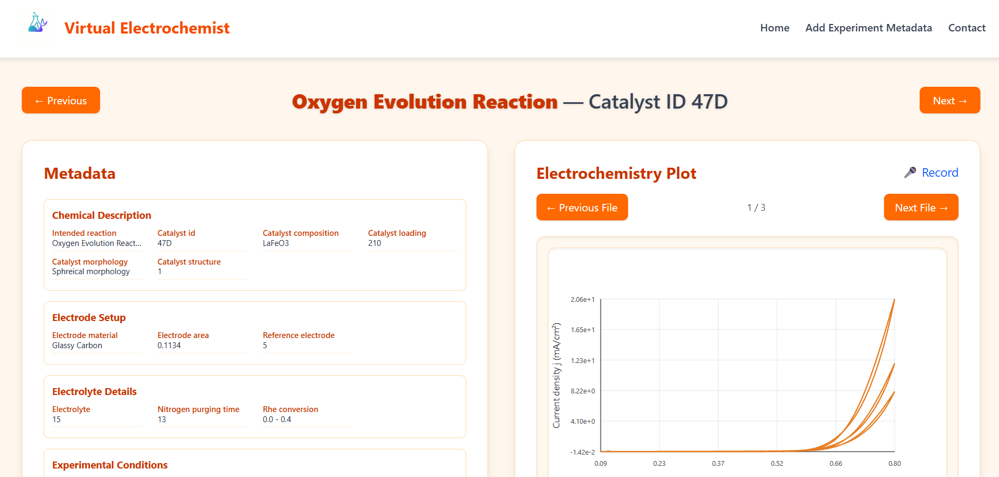 Virtual Electrochemist
Home Add Experiment Metadata Contact
← Previous
Oxygen Evolution Reaction — Catalyst ID 47D
Next →
Metadata
Chemical Description
Intended reaction Catalyst id Catalyst composition Catalyst loading
Oxygen Evolution React... 47D LaFeO3 210
Catalyst morphology Catalyst structure
Sphreical morphology 1
Electrode Setup
Electrode material Electrode area Reference electrode
Glassy Carbon 0.1134 5
Electrolyte Details
Electrolyte Nitrogen purging time Rhe conversion
15 13 0.0 - 0.4
Experimental Conditions
Electrochemistry Plot
Record
← Previous File 1 / 3 Next File →
Current density j (mA/cm²)
2.06e+1
1.65e+1
1.23e+1
8.22e+0
4.10e+0
-1.42e-2
0.09 0.23 0.37 0.52 0.66 0.80